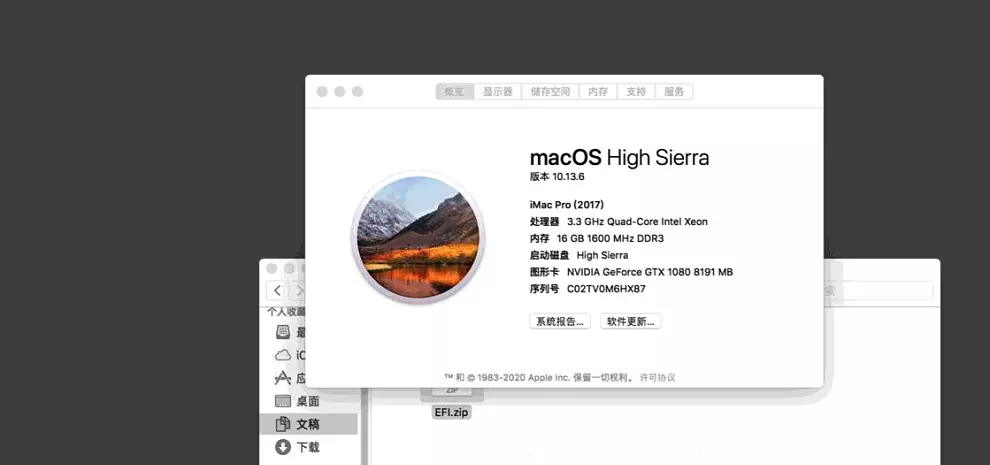 概览 显示器 储存空间 内存 支持 服务
macOS High Sierra
版本 10.13.6
iMac Pro (2017)
处理器 3.3 GHz Quad-Core Intel Xeon
内存 16 GB 1600 MHz DDR3
启动磁盘 High Sierra
图形卡 NVIDIA GeForce GTX 1080 8191 MB
序列号 C02TV0M6HX87
系统报告... 软件更新...
™ 和 © 1983-2020 Apple Inc. 保留一切权利。 许可协议
索
个人收藏
最
iC
应
桌面
文稿
下载
ZIP
EFI.zip